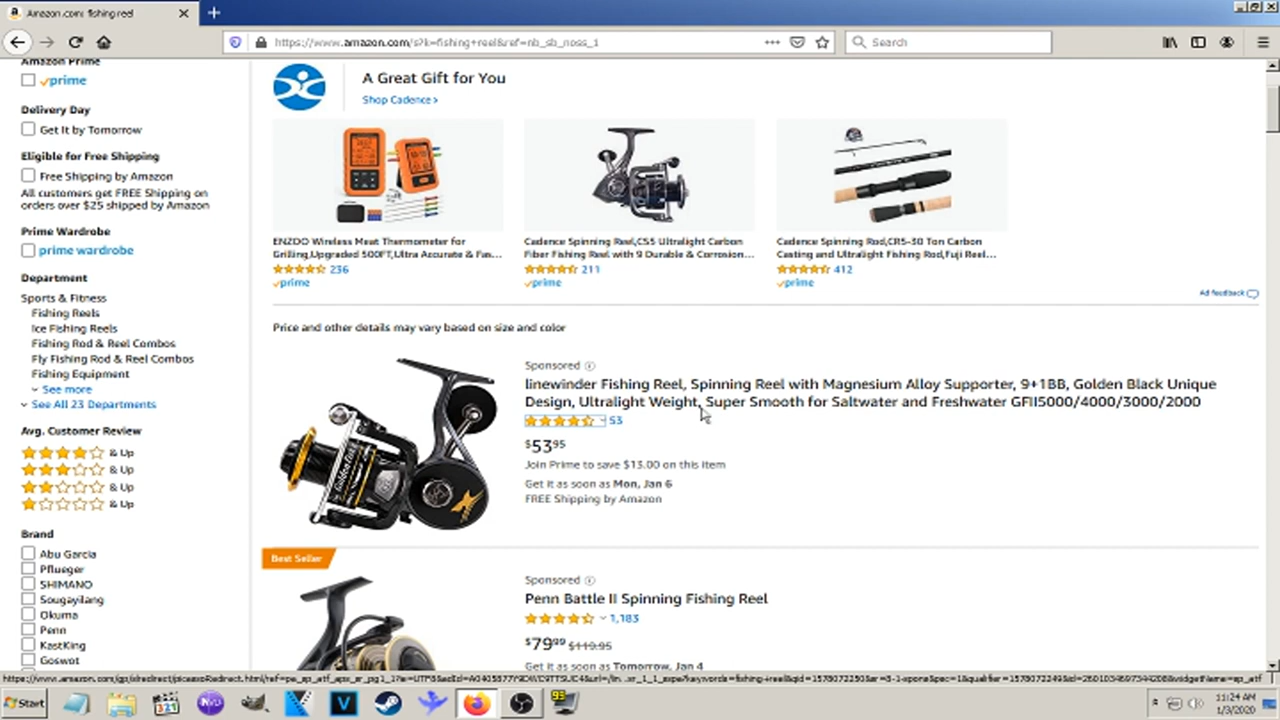 Amazon.com: fishing reel
https://www.amazon.com/s?k=fishing+reel&ref=nb_sb_noss_1
Search
Amazon Prime
prime
Delivery Day
Get It by Tomorrow
Eligible for Free Shipping
Free Shipping by Amazon
All customers get FREE Shipping on
orders over $25 shipped by Amazon
Prime Wardrobe
prime wardrobe
Department
Sports & Fitness
Fishing Reels
Ice Fishing Reels
Fishing Rod & Reel Combos
Fly Fishing Rod & Reel Combos
Fishing Equipment
See more
See All 23 Departments
Avg. Customer Review
& Up
& Up
& Up
& Up
Brand
Abu Garcia
Pflueger
SHIMANO
Sougayilang
Okuma
Penn
KastKing
Goswot
A Great Gift for You
Shop Cadence ›
ENZOO Wireless Meat Thermometer for
Grilling,Upgraded 500FT,Ultra Accurate & Fas...
236
prime
Cadence Spinning Reel,CS5 Ultralight Carbon
Fiber Fishing Reel with 9 Durable & Corrosion...
211
prime
Cadence Spinning Rod,CR5-30 Ton Carbon
Casting and Ultralight Fishing Rod,Fuji Reel...
412
prime
Ad feedback
Price and other details may vary based on size and color
Sponsored
linewinder Fishing Reel, Spinning Reel with Magnesium Alloy Supporter, 9+1BB, Golden Black Unique
Design, Ultralight Weight, Super Smooth for Saltwater and Freshwater GFII5000/4000/3000/2000
53
$53.95
Join Prime to save $13.00 on this item
Get it as soon as Mon, Jan 6
FREE Shipping by Amazon
Best Seller
Sponsored
Penn Battle II Spinning Fishing Reel
1,183
$79.99 $119.95
Get it as soon as Tomorrow, Jan 4
Start
11:24 AM
1/3/2020